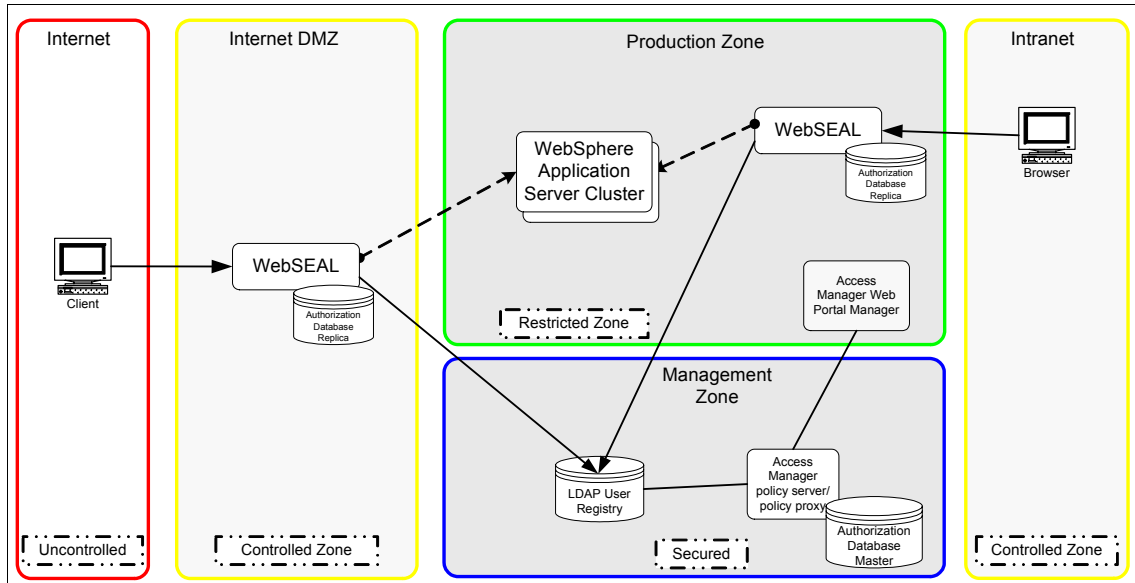 Internet
Uncontrolled
Client
Internet DMZ
WebSEAL
Authorization
Database
Replica
Controlled Zone
Production Zone
WebSphere
Application
Server Cluster
WebSEAL
Authorization
Database
Replica
Access
Manager Web
Portal Manager
Restricted Zone
Management
Zone
LDAP User
Registry
Access
Manager
policy server/
policy proxy
Authorization
Database
Master
Secured
Intranet
Browser
Controlled Zone